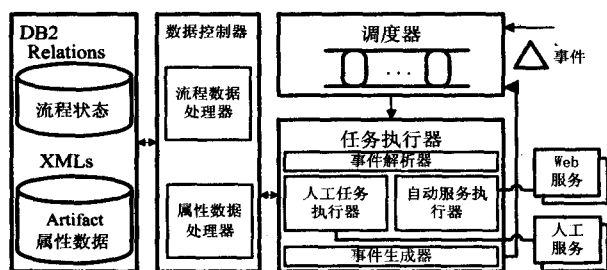 DB2
Relations
流程状态
XMLs
Artifact
属性数据
数据控制器
流程数据
处理器
属性数据
处理器
调度器
...
事件
任务执行器
事件解析器
人工任务
执行器
自动服务执
行器
事件生成器
Web
服务
人工
服务